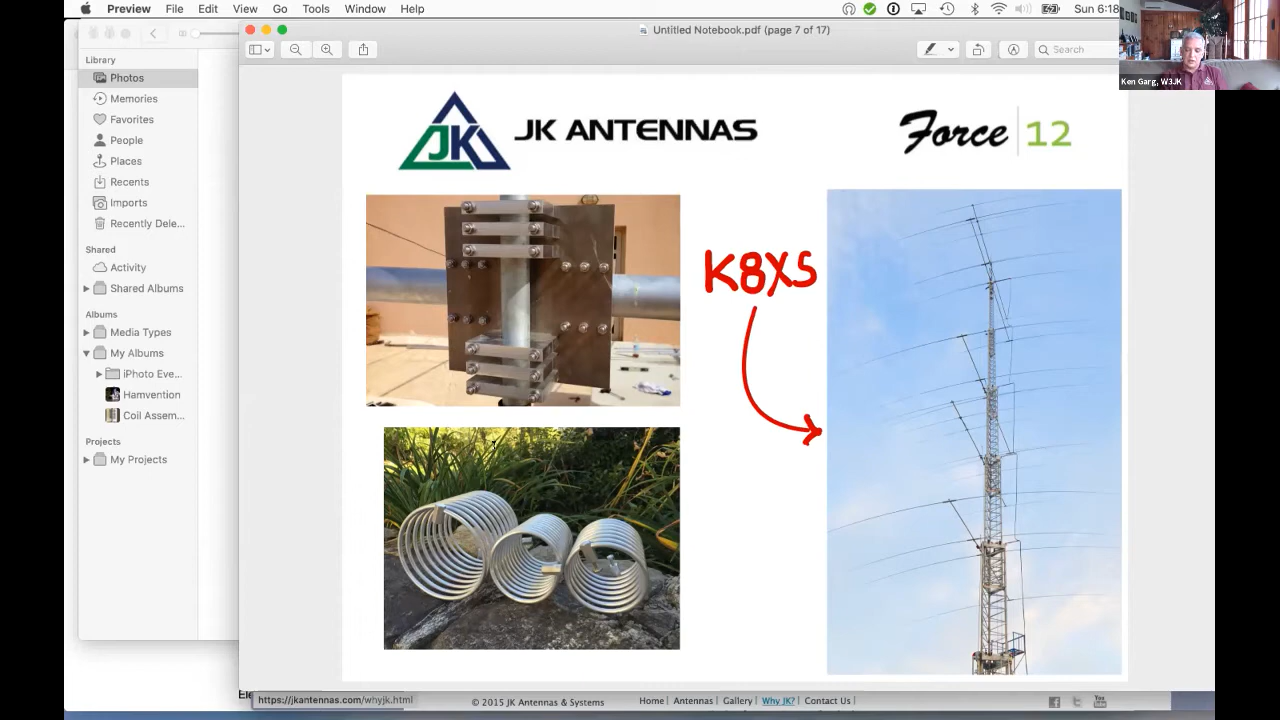 Preview File Edit View Go Tools Window Help
Sun 6:18
Untitled Notebook.pdf (page 7 of 17)
Search
Ken Garg, W3JK
Library
Photos
Memories
Favorites
People
Places
Recents
Imports
Recently Dele...
Shared
Activity
Shared Albums
Albums
Media Types
My Albums
iPhoto Eve...
Hamvention
Coil Assem...
Projects
My Projects
JK JK ANTENNAS
Force 12
K8XS
Ele
https://jkantennas.com/whyjk.html
© 2015 JK Antennas & Systems
Home | Antennas | Gallery | Why JK? | Contact Us |
You